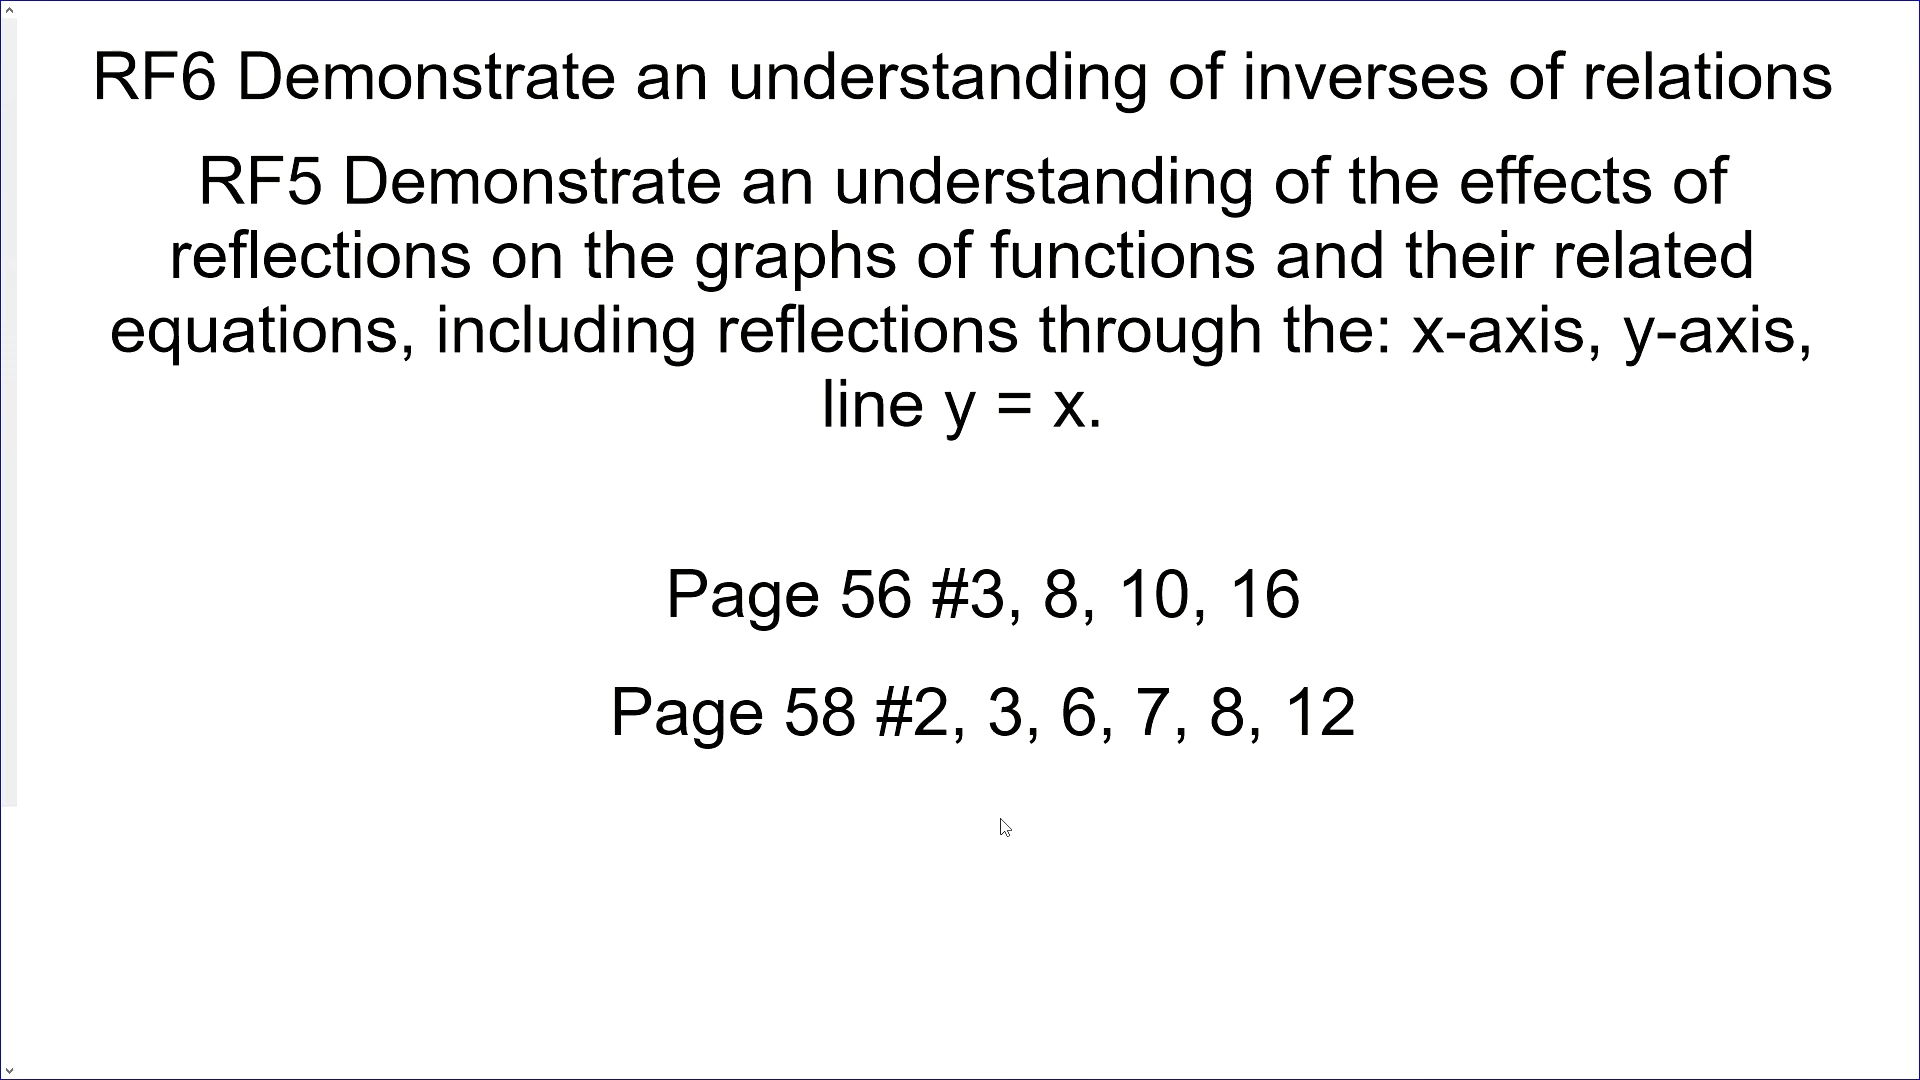 RF6 Demonstrate an understanding of inverses of relations
RF5 Demonstrate an understanding of the effects of
reflections on the graphs of functions and their related
equations, including reflections through the: x-axis, y-axis,
line y = x.
Page 56 #3, 8, 10, 16
Page 58 #2, 3, 6, 7, 8, 12